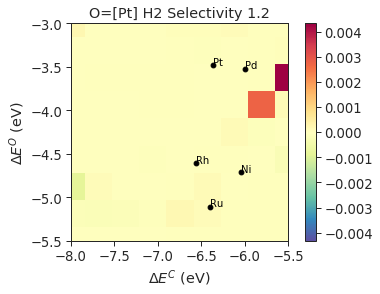 O=[Pt] H2 Selectivity 1.2
−3.0
−3.5
−4.0
−4.5
−5.0
−5.5
ΔE^O (eV)
Pt
Pd
Rh
Ni
Ru
−8.0 −7.5 −7.0 −6.5 −6.0 −5.5
ΔE^C (eV)
0.004
0.003
0.002
0.001
0.000
−0.001
−0.002
−0.003
−0.004